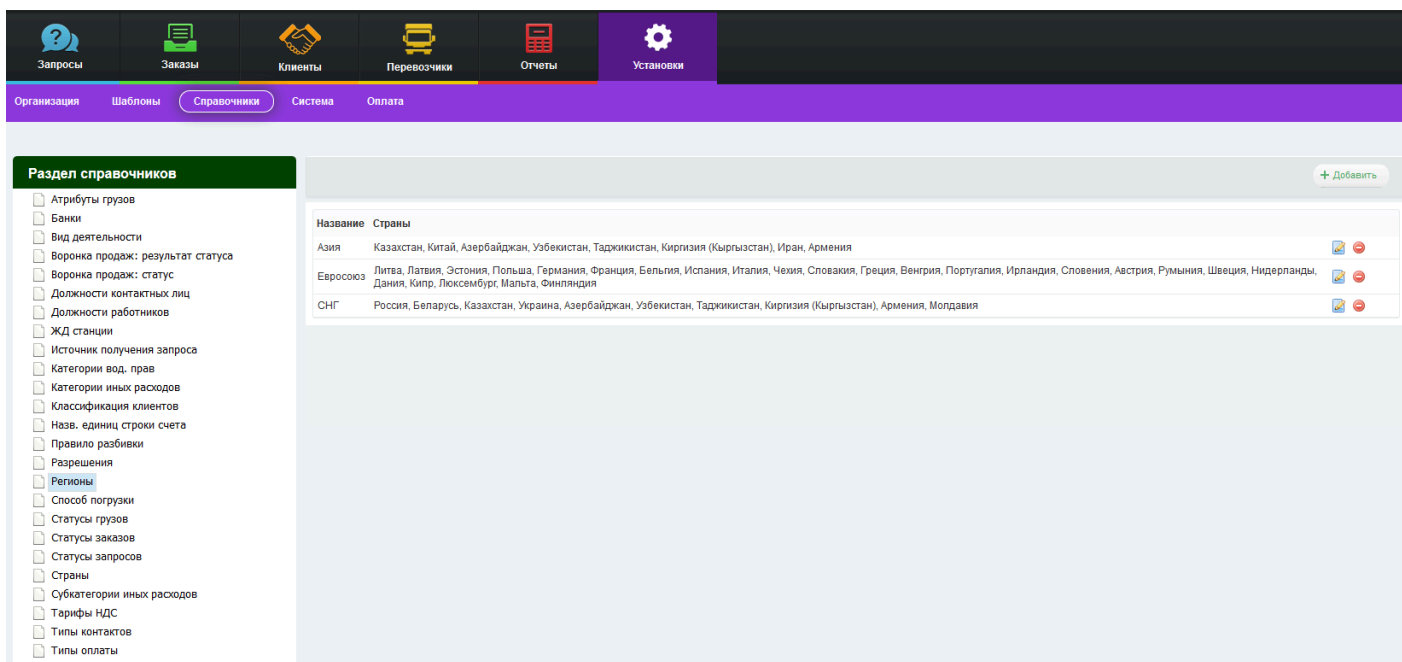 Запросы
Заказы
Клиенты
Перевозчики
Отчеты
Установки
Организация
Шаблоны
Справочники
Система
Оплата
Раздел справочников
Атрибуты грузов
Банки
Вид деятельности
Воронка продаж: результат статуса
Воронка продаж: статус
Должности контактных лиц
Должности работников
ЖД станции
Источник получения запроса
Категории вод. прав
Категории иных расходов
Классификация клиентов
Назв. единиц строки счета
Правило разбивки
Разрешения
Регионы
Способ погрузки
Статусы грузов
Статусы заказов
Статусы запросов
Страны
Субкатегории иных расходов
Тарифы НДС
Типы контактов
Типы оплаты
+ Добавить
Название Страны
Азия Казахстан, Китай, Азербайджан, Узбекистан, Таджикистан, Киргизия (Кыргызстан), Иран, Армения
Евросоюз Литва, Латвия, Эстония, Польша, Германия, Франция, Бельгия, Испания, Италия, Чехия, Словакия, Греция, Венгрия, Португалия, Ирландия, Словения, Австрия, Румыния, Швеция, Нидерланды,
Дания, Кипр, Люксембург, Мальта, Финляндия
СНГ Россия, Беларусь, Казахстан, Украина, Азербайджан, Узбекистан, Таджикистан, Киргизия (Кыргызстан), Армения, Молдавия